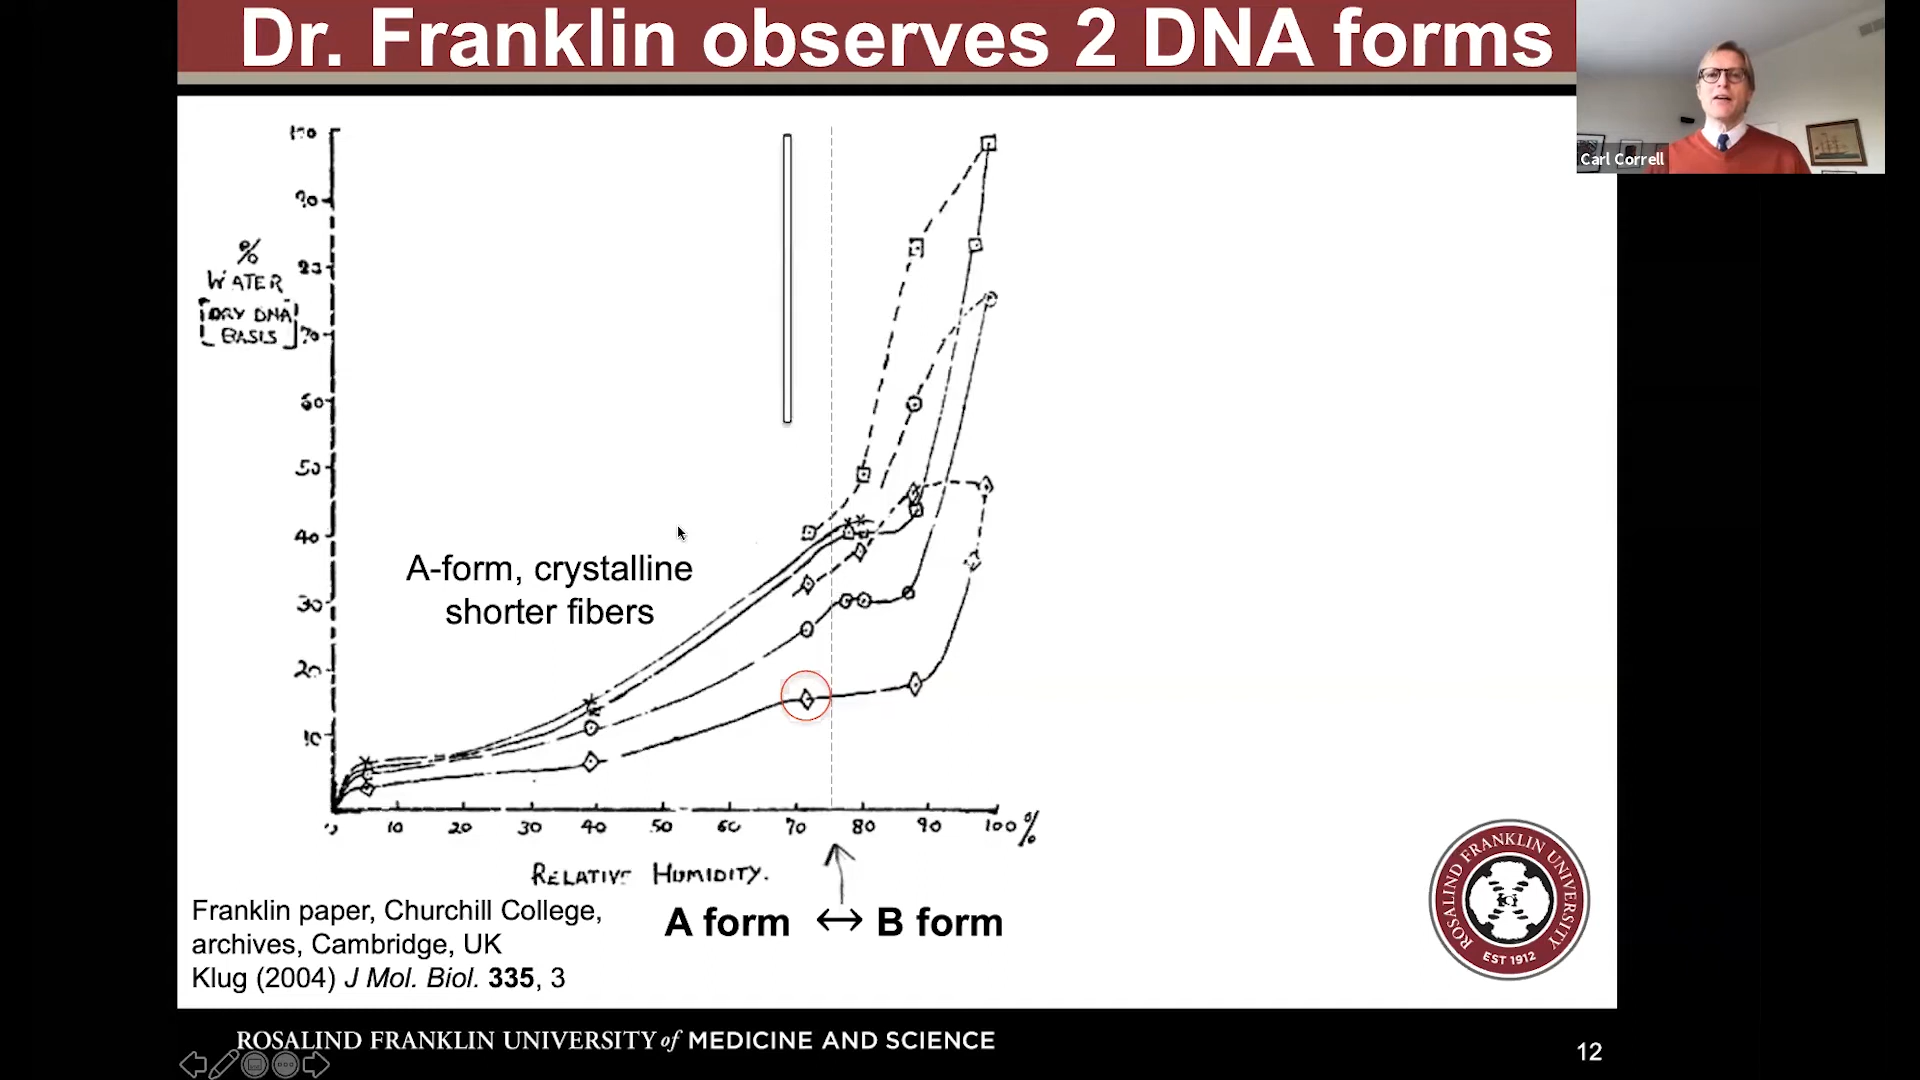 Dr. Franklin observes 2 DNA forms
Carl Correll
90
%
WATER
[DRY DNA
BASIS]
70
60
50
40
30
20
10
A-form, crystalline
shorter fibers
10 20 30 40 50 60 70 80 90 100 %
RELATIVE HUMIDITY.
A form ↔ B form
Franklin paper, Churchill College,
archives, Cambridge, UK
Klug (2004) J Mol. Biol. 335, 3
ROSALIND FRANKLIN UNIVERSITY
EST 1912
ROSALIND FRANKLIN UNIVERSITY of MEDICINE AND SCIENCE
12